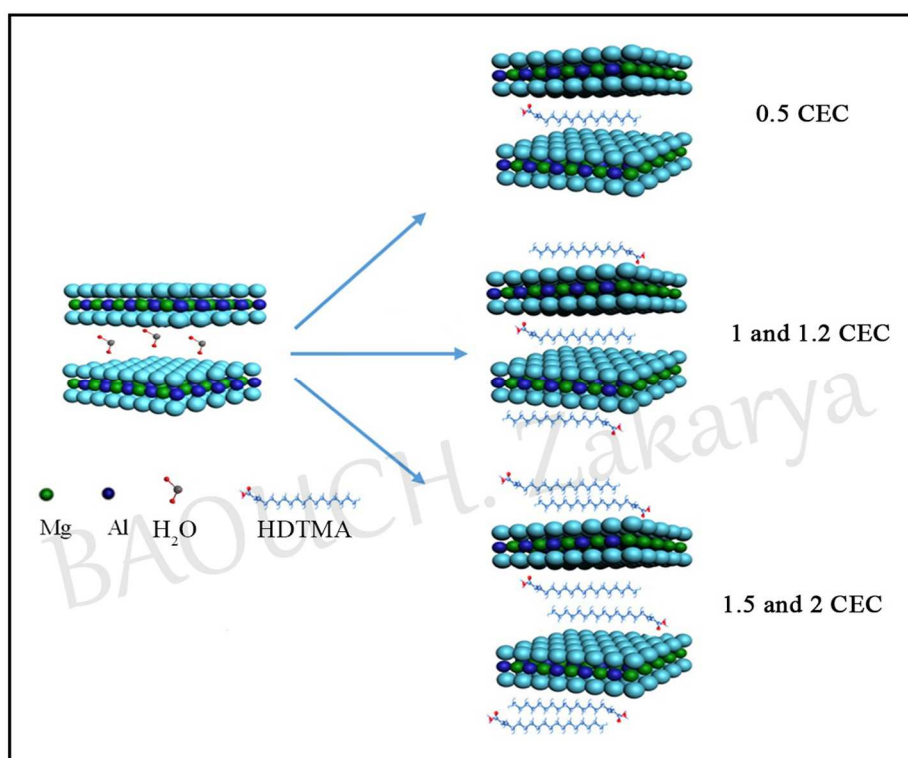 0.5 CEC
1 and 1.2 CEC
1.5 and 2 CEC
Mg Al H₂O HDTMA
BAOUCH. Zakarya